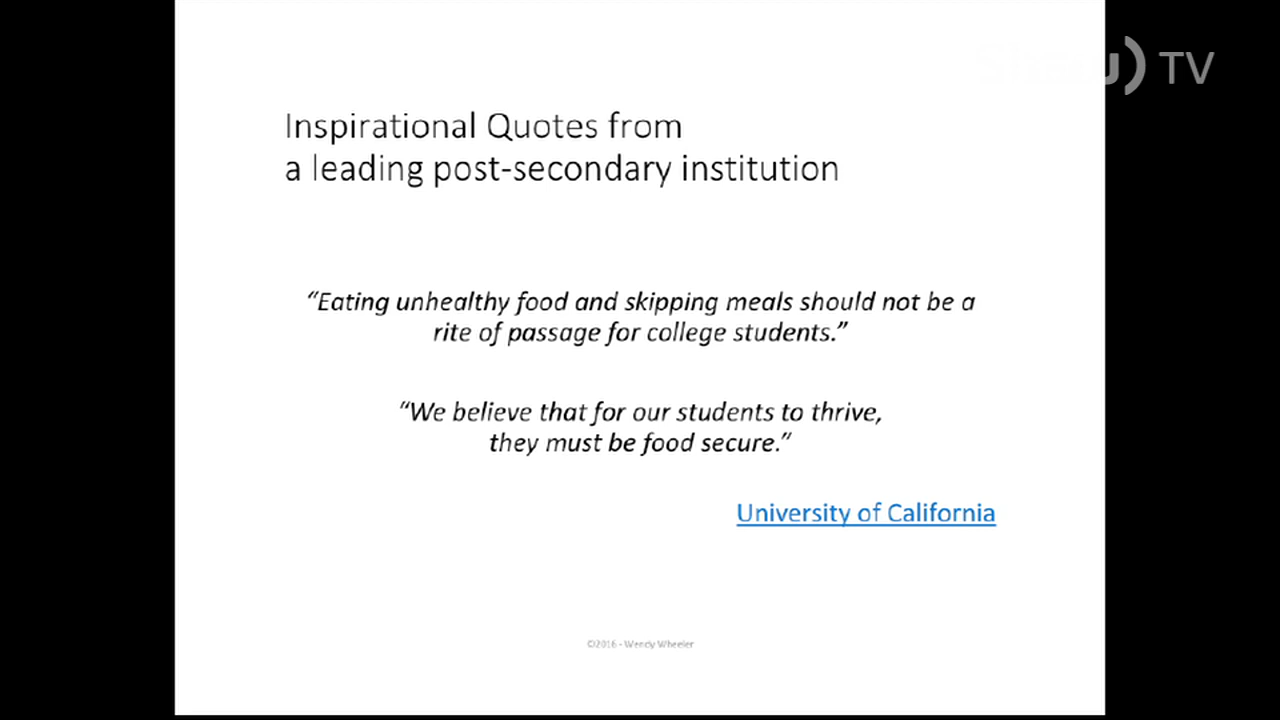 TV
Inspirational Quotes from
a leading post-secondary institution
“Eating unhealthy food and skipping meals should not be a
rite of passage for college students.”
“We believe that for our students to thrive,
they must be food secure.”
University of California
©2016 - Wendy Wheeler